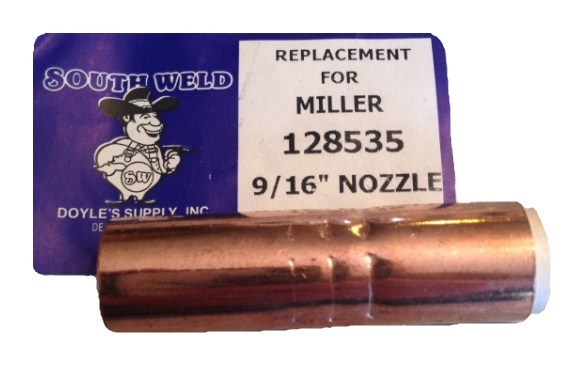 SOUTH WELD
SW
DOYLE'S SUPPLY, INC
REPLACEMENT
FOR
MILLER
128535
9/16" NOZZLE